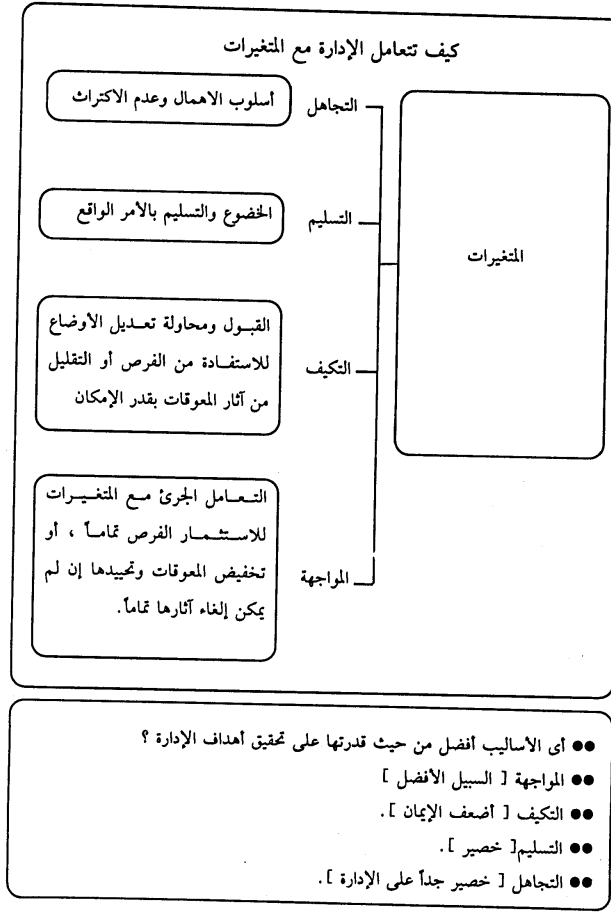 كيف تتعامل الإدارة مع المتغيرات
المتغيرات
التجاهل
أسلوب الاهمال وعدم الاكتراث
التسليم
الخضوع والتسليم بالأمر الواقع
التكيف
القبول ومحاولة تعديل الأوضاع
للاستفادة من الفرص أو التقليل
من آثار المعوقات بقدر الإمكان
المواجهة
التعامل الجرئ مع المتغيرات
للاستثمار الفرص تماماً ، أو
تخفيض المعوقات وتحييدها إن لم
يمكن إلغاء آثارها تماماً.
●● أى الأساليب أفضل من حيث قدرتها على تحقيق أهداف الإدارة ؟
●● المواجهة [ السبيل الأفضل ]
●● التكيف [ أضعف الإيمان ].
●● التسليم[ خصير ].
●● التجاهل [ خصير جداً على الإدارة ].